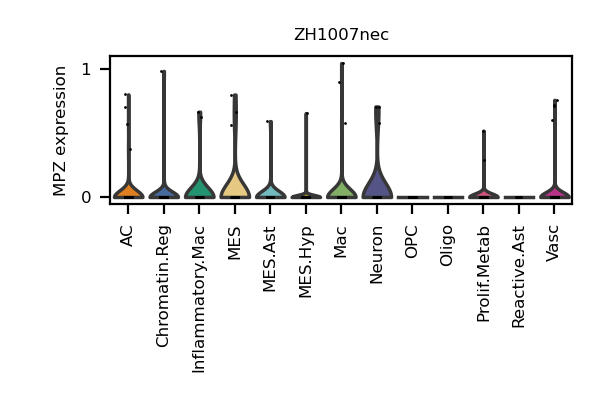 ZH1007nec
MPZ expression
1
0
AC
Chromatin.Reg
Inflammatory.Mac
MES
MES.Ast
MES.Hyp
Mac
Neuron
OPC
Oligo
Prolif.Metab
Reactive.Ast
Vasc